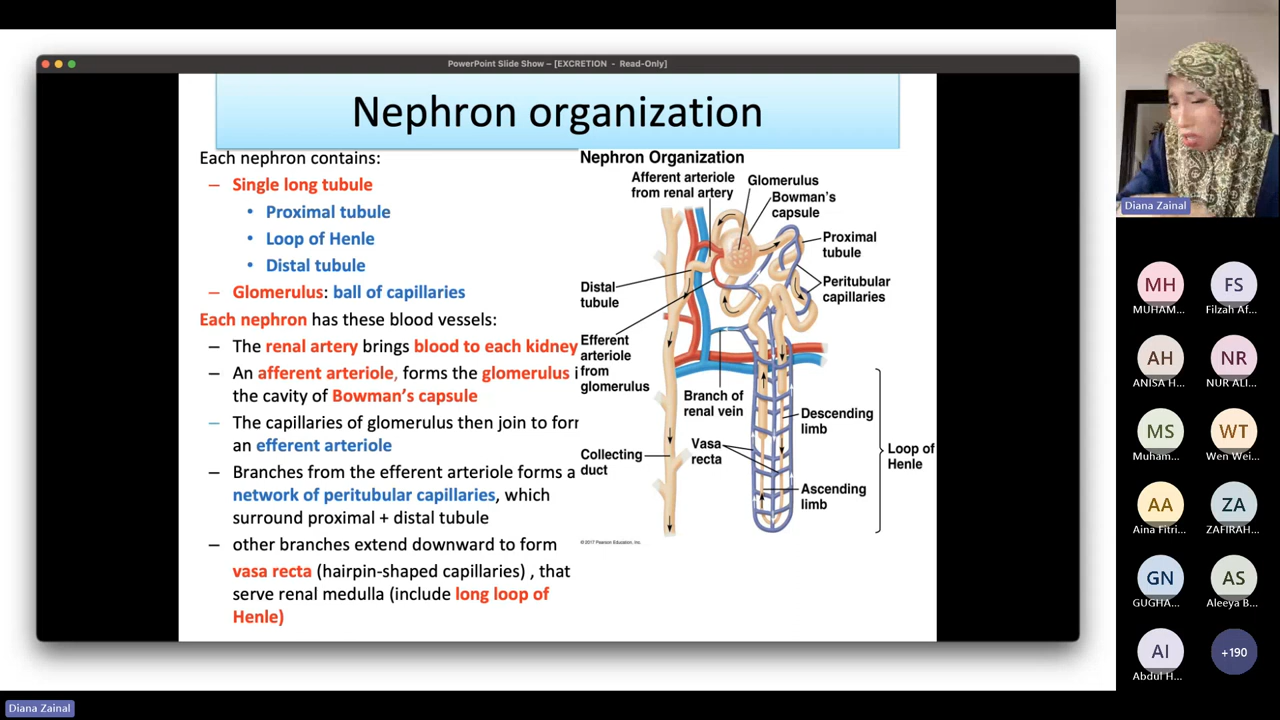 PowerPoint Slide Show – [EXCRETION - Read-Only]
Nephron organization
Each nephron contains:
– Single long tubule
• Proximal tubule
• Loop of Henle
• Distal tubule
– Glomerulus: ball of capillaries
Each nephron has these blood vessels:
– The renal artery brings blood to each kidney
– An afferent arteriole, forms the glomerulus i
the cavity of Bowman's capsule
– The capillaries of glomerulus then join to for
an efferent arteriole
– Branches from the efferent arteriole forms a
network of peritubular capillaries, which
surround proximal + distal tubule
– other branches extend downward to form
vasa recta (hairpin-shaped capillaries) , that
serve renal medulla (include long loop of
Henle)
Nephron Organization
Afferent arteriole
from renal artery
Glomerulus
Bowman's
capsule
Proximal
tubule
Peritubular
capillaries
Distal
tubule
Efferent
arteriole
from
glomerulus
Branch of
renal vein
Descending
limb
Loop of
Henle
Vasa
recta
Collecting
duct
Ascending
limb
© 2017 Pearson Education, Inc.
Diana Zainal
MH
MUHAM...
FS
Filzah Af...
AH
ANISA H...
NR
NUR ALI...
MS
Muham...
WT
Wen Wei...
AA
Aina Fitri...
ZA
ZAFIRAH...
GN
GUGHA...
AS
Aleeya B...
AI
Abdul H...
+190
Diana Zainal